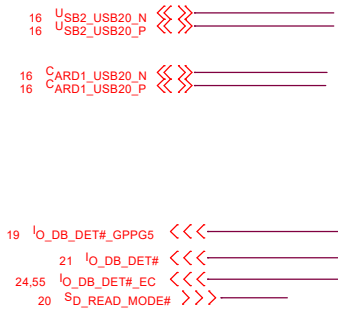 16 USB2_USB20_N
16 USB2_USB20_P
16 CARD1_USB20_N
16 CARD1_USB20_P
19 IO_DB_DET#_GPPG5
21 IO_DB_DET#
24,55 IO_DB_DET#_EC
20 SD_READ_MODE#